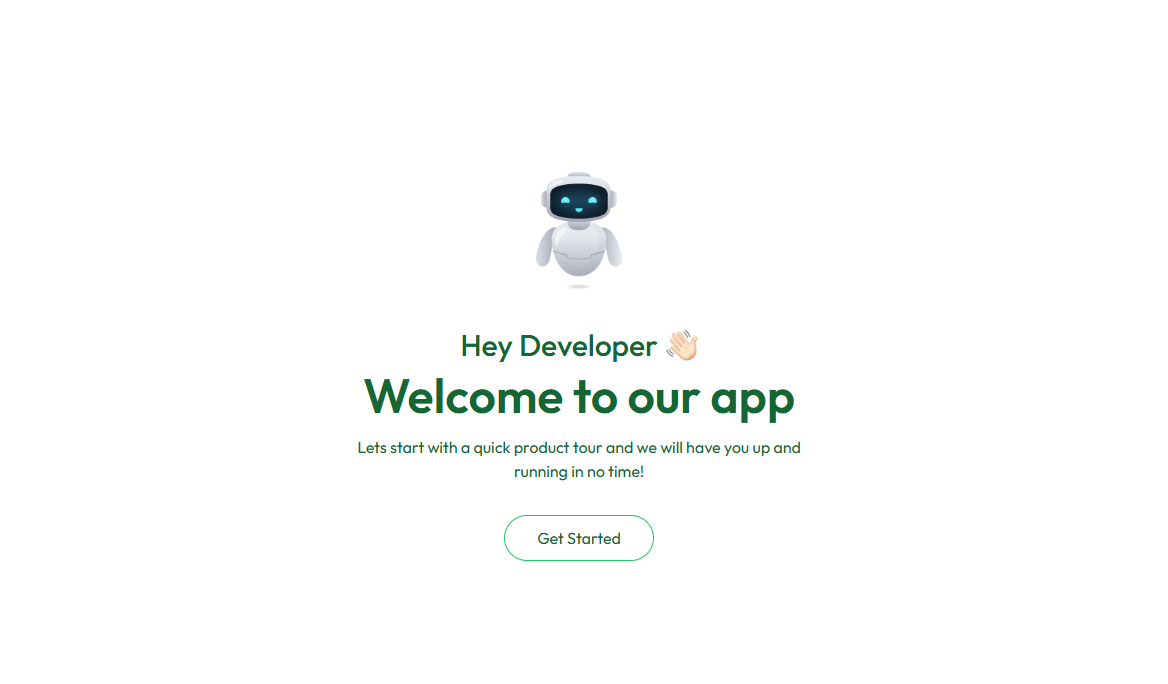 Hey Developer 👋🏻
Welcome to our app
Lets start with a quick product tour and we will have you up and
running in no time!
Get Started